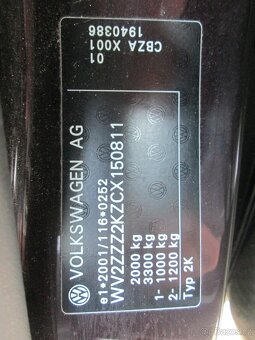 VOLKSWAGEN AG
e1*2001/116*0252
WV2ZZZ2KZCX150811
2000 kg
3300 kg
1- 1000 kg
2- 1200 kg
Typ 2K
01
CBZA X001
1940386